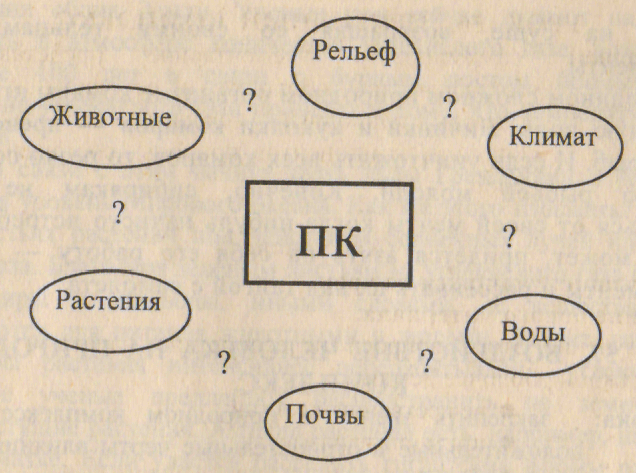 Рельеф
Животные
?
?
Климат
ПК
?
?
Растения
Воды
?
?
Почвы